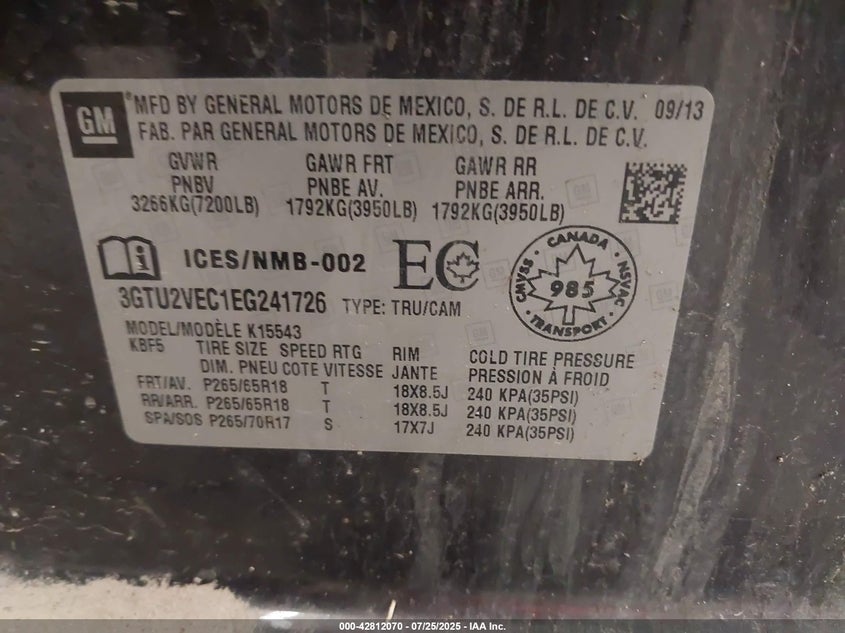 GM
MFD BY GENERAL MOTORS DE MEXICO, S. DE R.L. DE C.V. 09/13
FAB. PAR GENERAL MOTORS DE MEXICO, S. DE R.L. DE C.V.
GVWR GAWR FRT GAWR RR
PNBV PNBE AV. PNBE ARR.
3266KG(7200LB) 1792KG(3950LB) 1792KG(3950LB)
i ICES/NMB-002 EC
CANADA CMVSS NSVAC 985 TRANSPORT
3GTU2VEC1EG241726 TYPE: TRU/CAM
MODEL/MODÈLE K15543
KBF5 TIRE SIZE SPEED RTG RIM COLD TIRE PRESSURE
DIM. PNEU COTE VITESSE JANTE PRESSION À FROID
FRT/AV. P265/65R18 T 18X8.5J 240 KPA(35PSI)
RR/ARR. P265/65R18 T 18X8.5J 240 KPA(35PSI)
SPA/SOS P265/70R17 S 17X7J 240 KPA(35PSI)
000-42812070 - 07/25/2025 - IAA Inc.